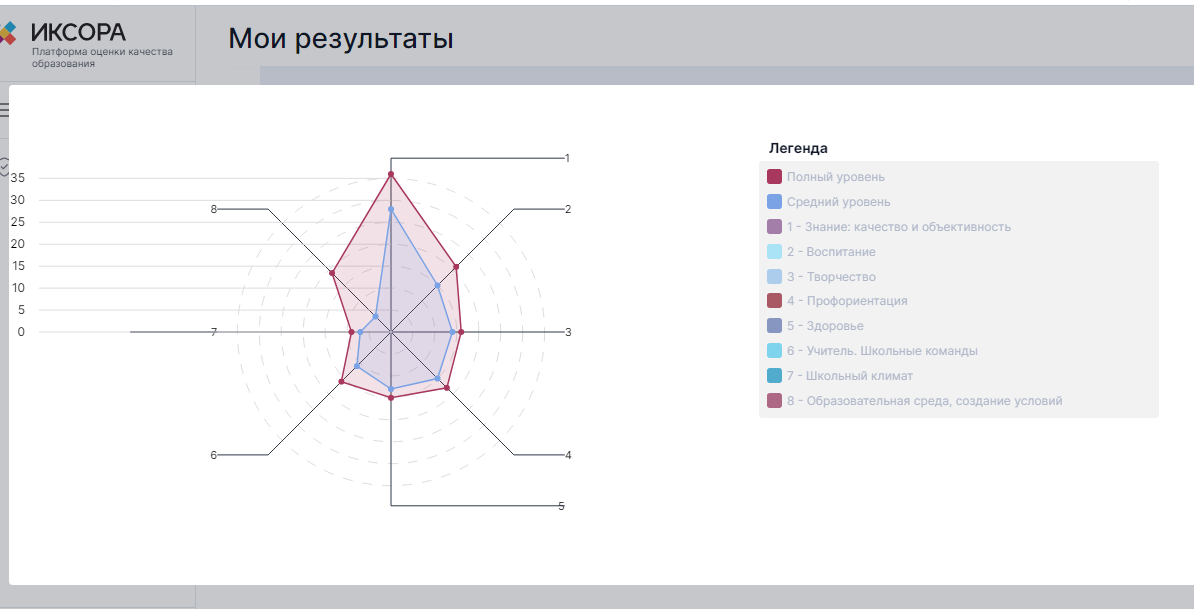 ИКСОРА
Платформа оценки качества
образования
Мои результаты
35
30
25
20
15
10
5
0
1
2
3
4
5
6
7
8
Легенда
Полный уровень
Средний уровень
1 - Знание: качество и объективность
2 - Воспитание
3 - Творчество
4 - Профориентация
5 - Здоровье
6 - Учитель. Школьные команды
7 - Школьный климат
8 - Образовательная среда, создание условий